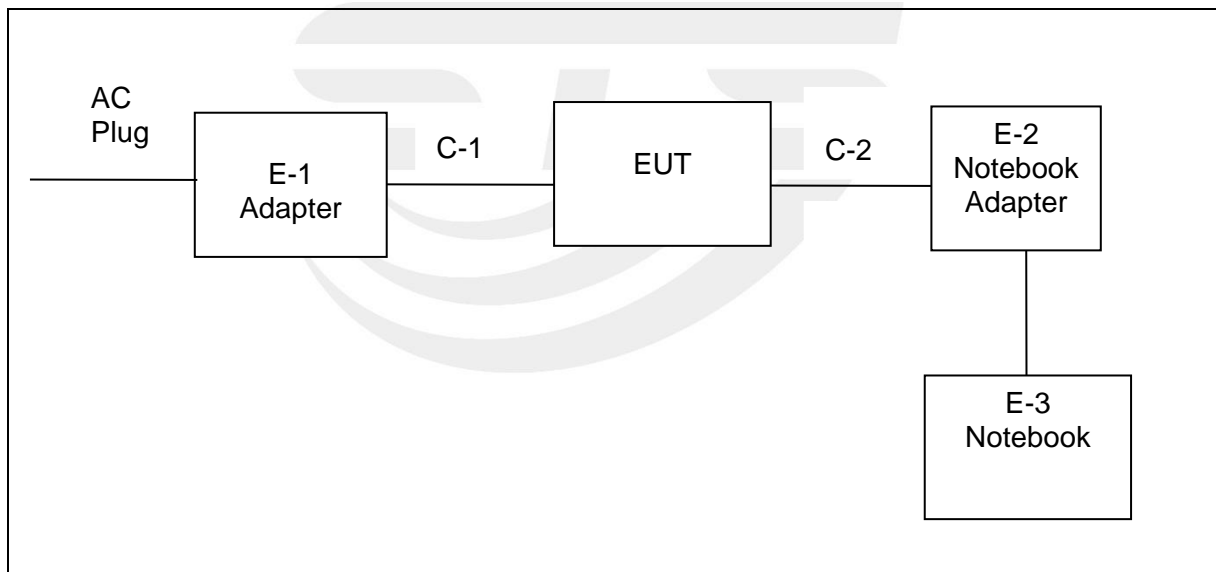 AC
Plug
E-1
Adapter
C-1
EUT
C-2
E-2
Notebook
Adapter
E-3
Notebook